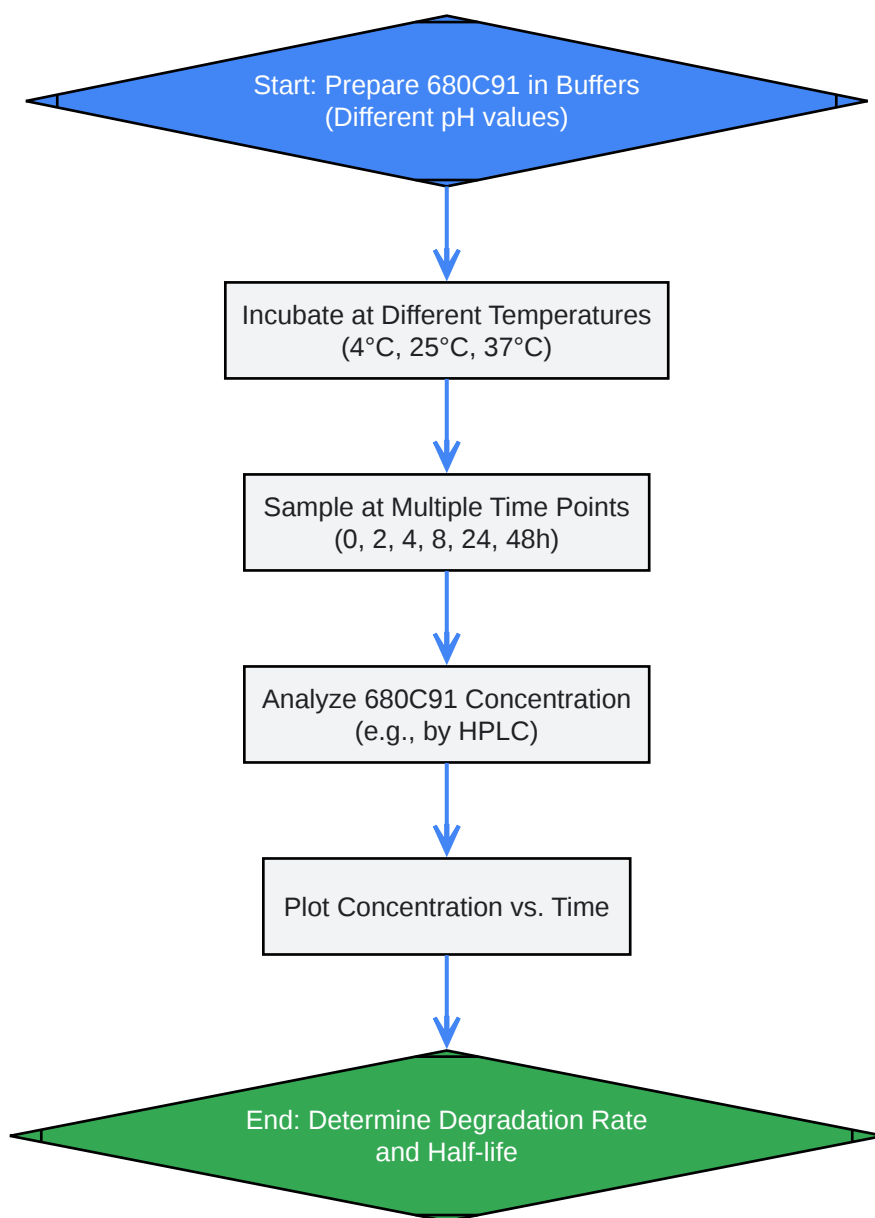 Start: Prepare 680C91 in Buffers
(Different pH values)
Incubate at Different Temperatures
(4°C, 25°C, 37°C)
Sample at Multiple Time Points
(0, 2, 4, 8, 24, 48h)
Analyze 680C91 Concentration
(e.g., by HPLC)
Plot Concentration vs. Time
End: Determine Degradation Rate
and Half-life